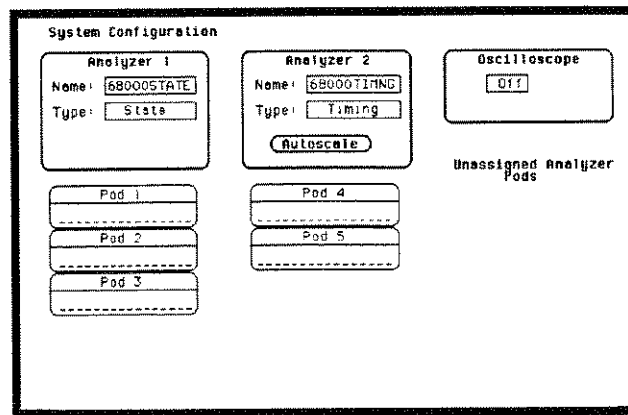 System Configuration
Analyzer 1
Name: 68000STATE
Type: State
Analyzer 2
Name: 68000TIMNG
Type: Timing
Autoscale
Oscilloscope
Off
Unassigned Analyzer
Pods
Pod 1
Pod 2
Pod 3
Pod 4
Pod 5